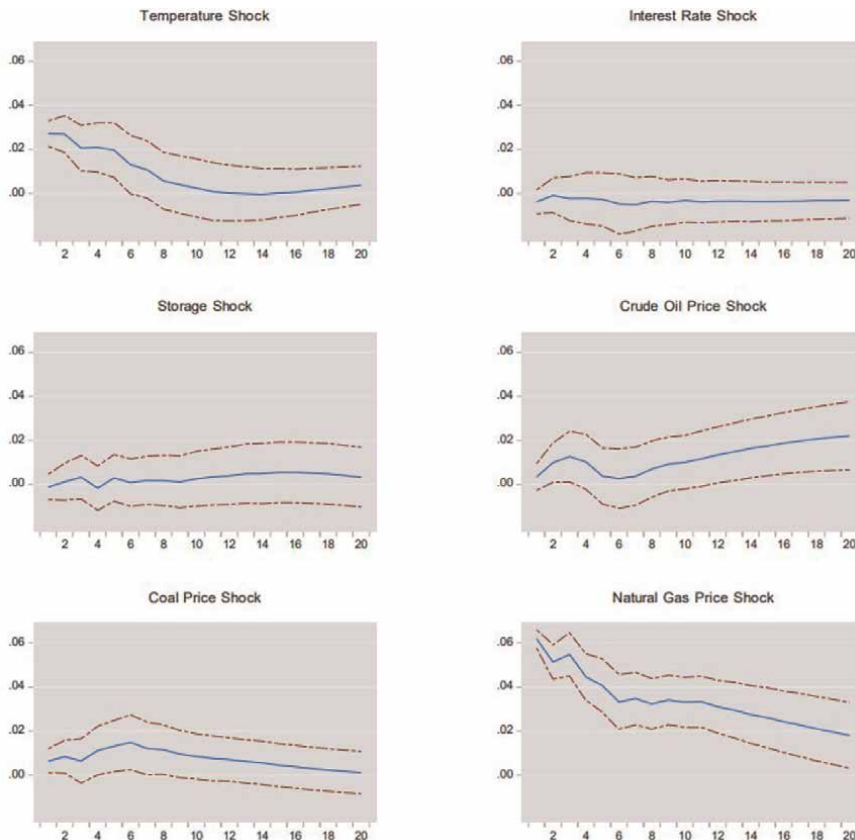 Temperature Shock
.06
.04
.02
.00
2 4 6 8 10 12 14 16 18 20
Interest Rate Shock
.06
.04
.02
.00
2 4 6 8 10 12 14 16 18 20
Storage Shock
.06
.04
.02
.00
2 4 6 8 10 12 14 16 18 20
Crude Oil Price Shock
.06
.04
.02
.00
2 4 6 8 10 12 14 16 18 20
Coal Price Shock
.06
.04
.02
.00
2 4 6 8 10 12 14 16 18 20
Natural Gas Price Shock
.06
.04
.02
.00
2 4 6 8 10 12 14 16 18 20